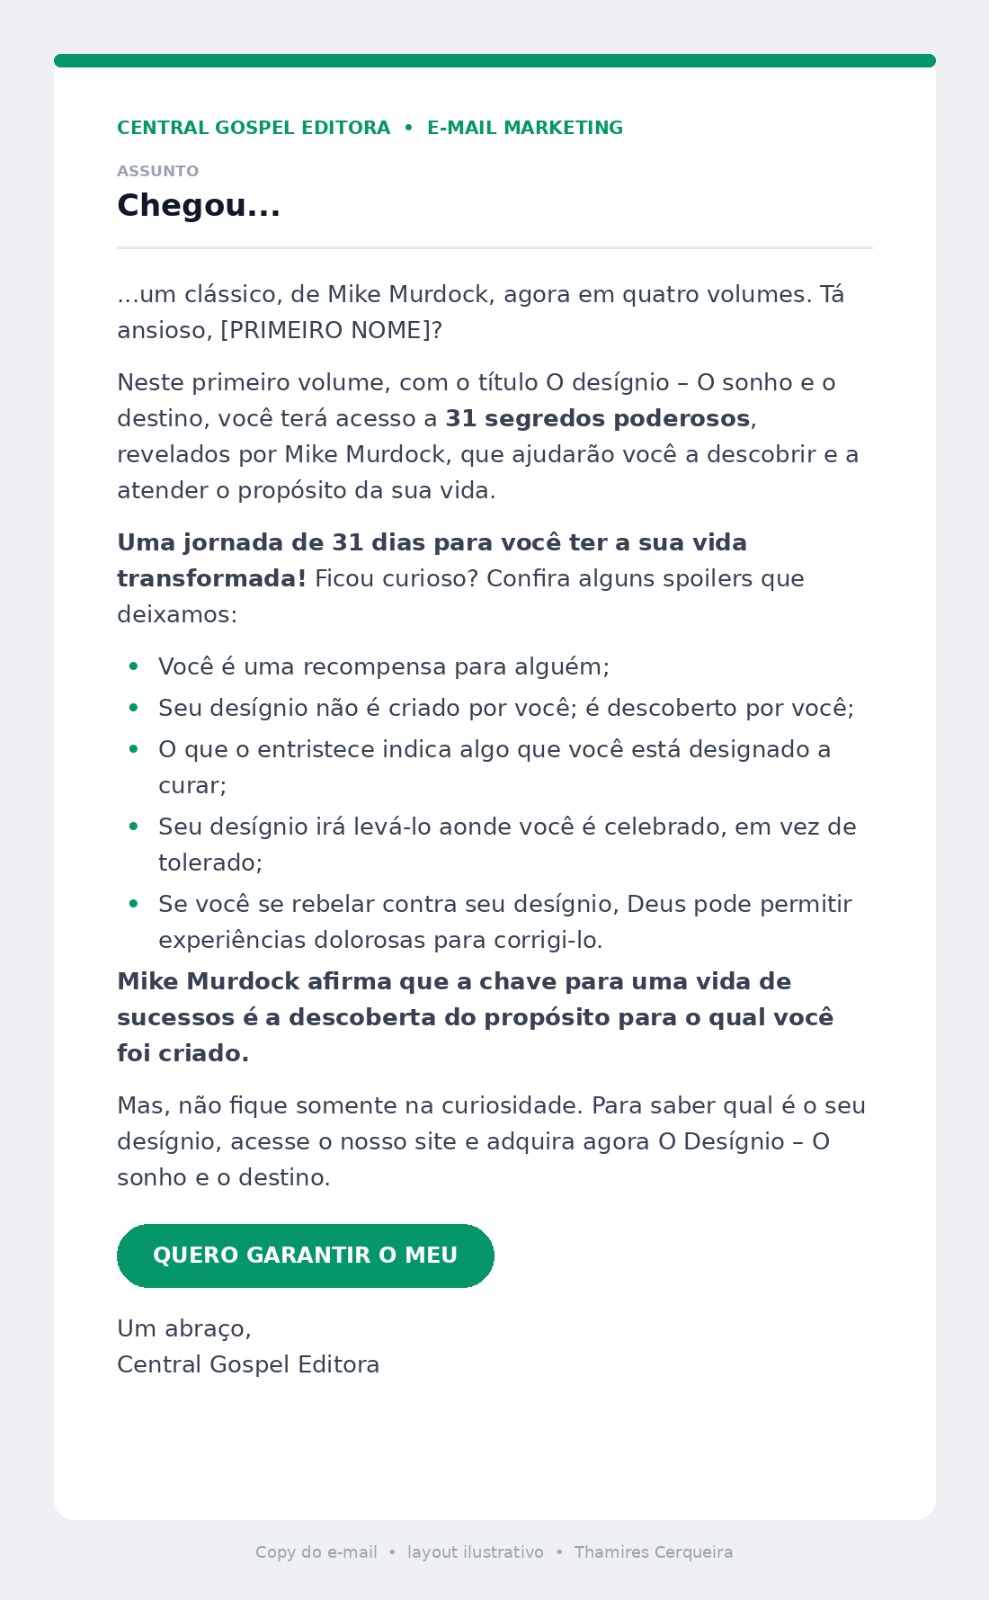 CENTRAL GOSPEL EDITORA • E-MAIL MARKETING
ASSUNTO
Chegou...
...um clássico, de Mike Murdock, agora em quatro volumes. Tá
ansioso, [PRIMEIRO NOME]?
Neste primeiro volume, com o título O desígnio – O sonho e o
destino, você terá acesso a 31 segredos poderosos,
revelados por Mike Murdock, que ajudarão você a descobrir e a
atender o propósito da sua vida.
Uma jornada de 31 dias para você ter a sua vida
transformada! Ficou curioso? Confira alguns spoilers que
deixamos:
• Você é uma recompensa para alguém;
• Seu desígnio não é criado por você; é descoberto por você;
• O que o entristece indica algo que você está designado a
curar;
• Seu desígnio irá levá-lo aonde você é celebrado, em vez de
tolerado;
• Se você se rebelar contra seu desígnio, Deus pode permitir
experiências dolorosas para corrigi-lo.
Mike Murdock afirma que a chave para uma vida de
sucessos é a descoberta do propósito para o qual você
foi criado.
Mas, não fique somente na curiosidade. Para saber qual é o seu
desígnio, acesse o nosso site e adquira agora O Desígnio – O
sonho e o destino.
QUERO GARANTIR O MEU
Um abraço,
Central Gospel Editora
Copy do e-mail • layout ilustrativo • Thamires Cerqueira